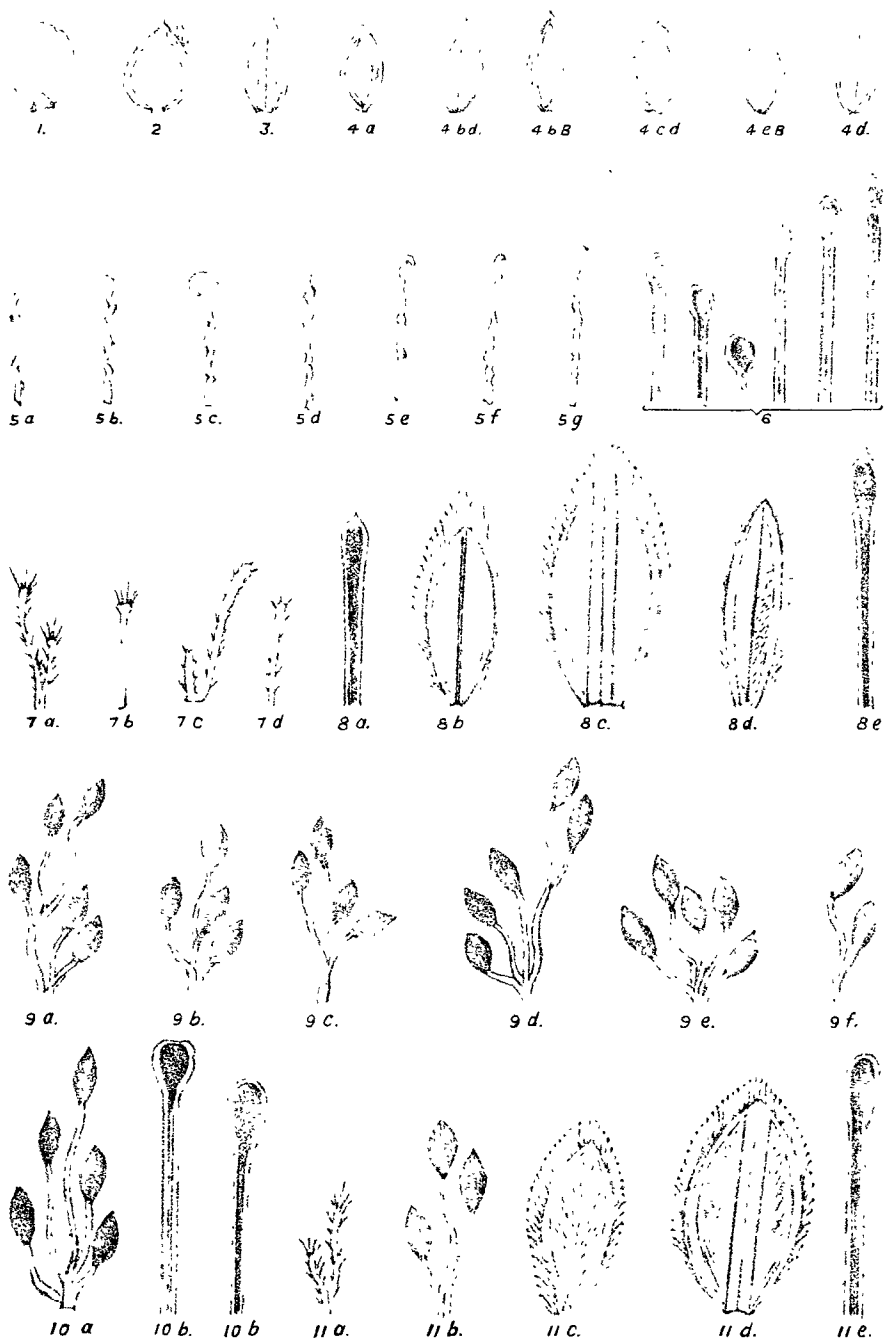 1. 2 3. 4 a 4 bd. 4 b B 4 c d 4 e B 4 d.
5 a 5 b. 5 c. 5 d 5 e 5 f 5 g 6
7 a. 7 b 7 c 7 d 8 a. 8 b 8 c. 8 d. 8 e
9 a. 9 b. 9 c. 9 d. 9 e. 9 f.
10 a 10 b. 10 b 11 a. 11 b. 11 c. 11 d. 11 e.